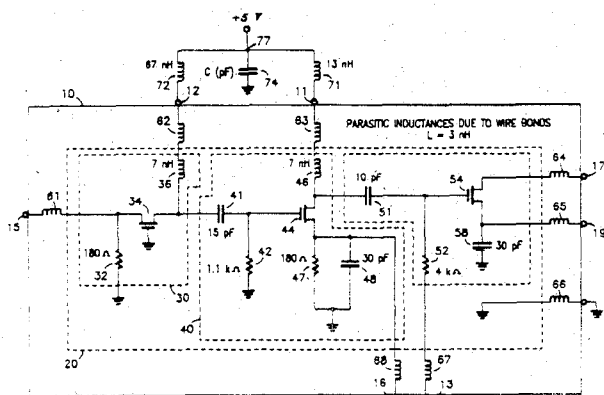 +5 V
77
67 nH
72
C (pF)
74
13 nH
71
10
12
11
62
63
PARASITIC INDUCTANCES DUE TO WIRE BONDS
L = 3 nH
7 nH
36
7 nH
46
10 pF
51
54
64
17
61
34
41
15
15 pF
44
65
19
58
30 pF
180Ω
32
42
1.1 kΩ
180Ω
47
30 pF
48
52
4 kΩ
66
30
40
20
68
67
16
13